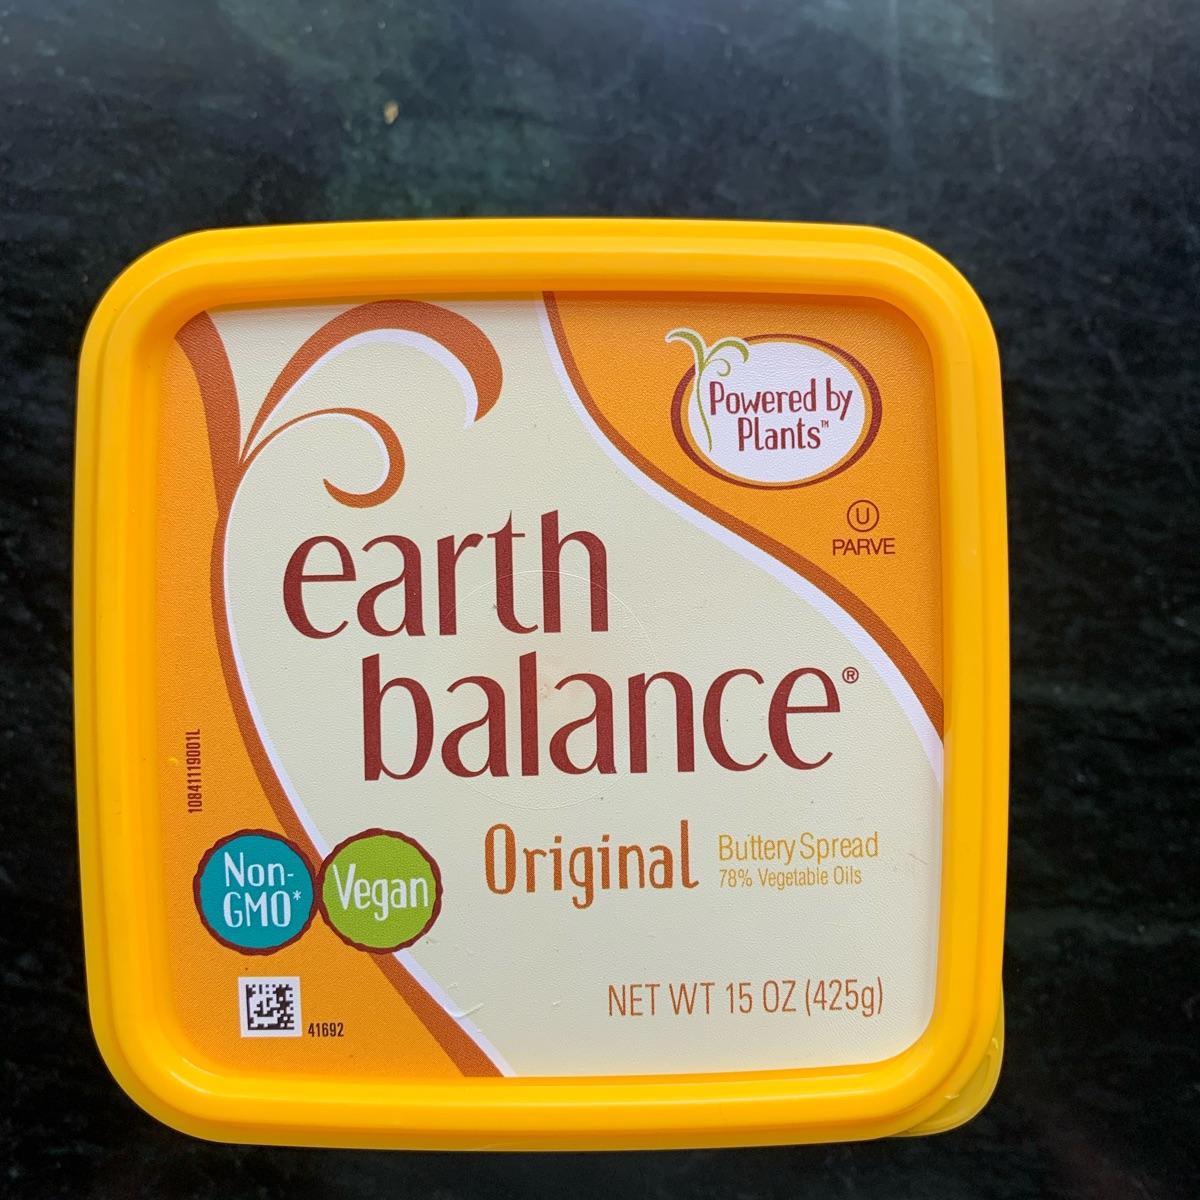 Powered by
Plants™
U
PARVE
earth
balance®
10841119001L
Non-
GMO*
Vegan
Original
Buttery Spread
78% Vegetable Oils
41692
NET WT 15 OZ (425g)